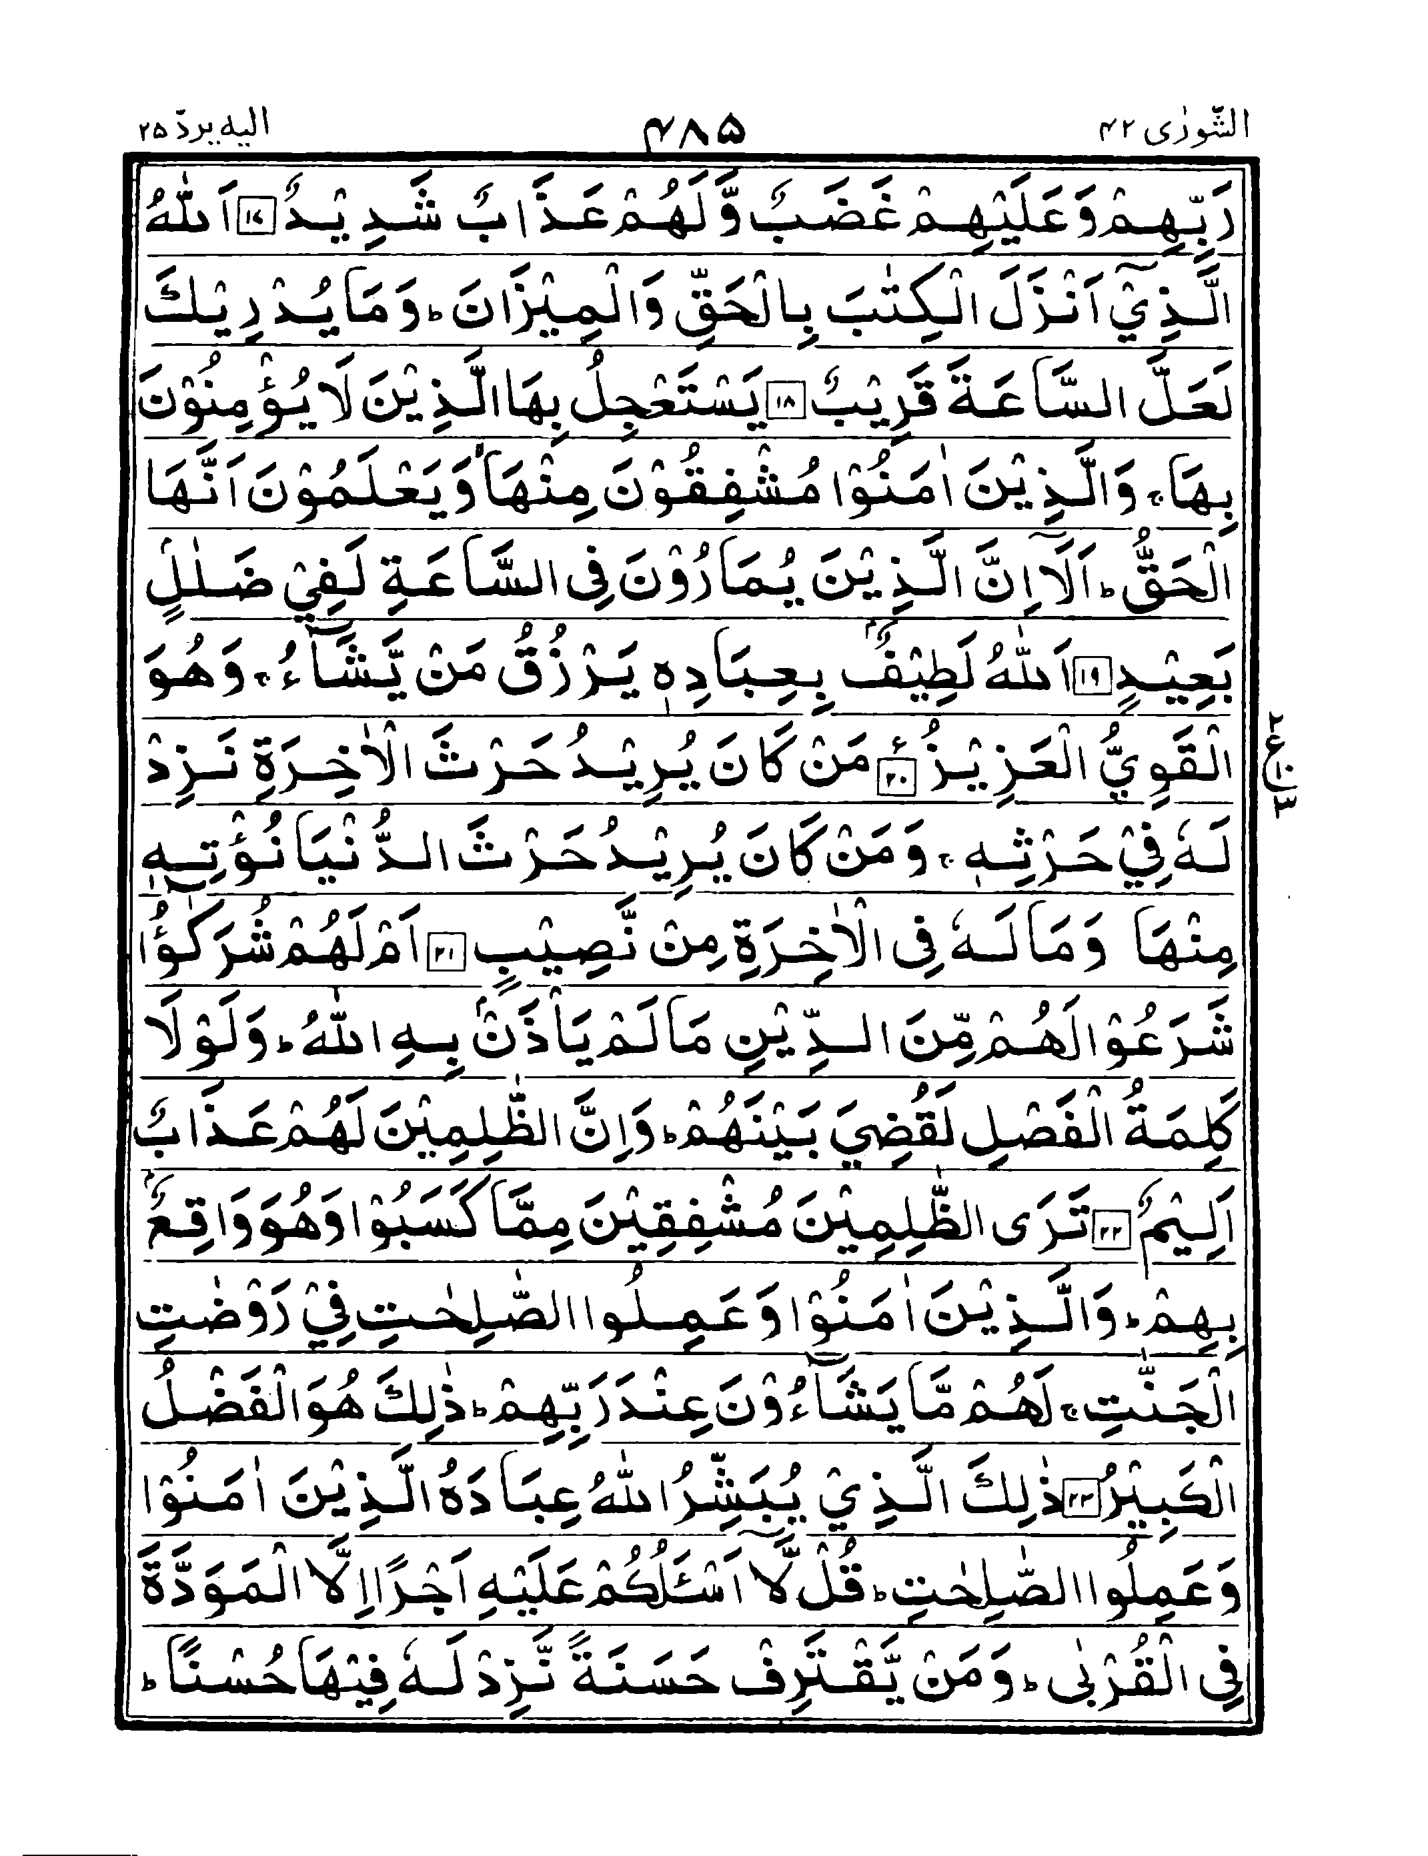 الشّورٰی ۴۲
۴۸۵
الیه یردّ ۲۵
رَبِّهِمْ وَعَلَيْهِمْ غَضَبٌ وَّلَهُمْ عَذَابٌ شَدِيْدٌ ۱۷ اَللّٰهُ
الَّذِيْٓ اَنْزَلَ الْكِتٰبَ بِالْحَقِّ وَالْمِيْزَانَ ؕ وَمَا يُدْرِيْكَ
لَعَلَّ السَّاعَةَ قَرِيْبٌ ۱۸ يَسْتَعْجِلُ بِهَا الَّذِيْنَ لَا يُؤْمِنُوْنَ
بِهَا ۚ وَالَّذِيْنَ اٰمَنُوْا مُشْفِقُوْنَ مِنْهَا ۙ وَيَعْلَمُوْنَ اَنَّهَا
الْحَقُّ ؕ اَلَآ اِنَّ الَّذِيْنَ يُمَارُوْنَ فِى السَّاعَةِ لَفِيْ ضَلٰلٍۢ
بَعِيْدٍ ۱۹ اَللّٰهُ لَطِيْفٌۢ بِعِبَادِهٖ يَرْزُقُ مَنْ يَّشَآءُ ۚ وَهُوَ
الْقَوِيُّ الْعَزِيْزُ ۲۰ مَنْ كَانَ يُرِيْدُ حَرْثَ الْاٰخِرَةِ نَزِدْ
لَهٗ فِيْ حَرْثِهٖ ۚ وَمَنْ كَانَ يُرِيْدُ حَرْثَ الدُّنْيَا نُؤْتِهٖ
مِنْهَا وَمَا لَهٗ فِى الْاٰخِرَةِ مِنْ نَّصِيْبٍ ۲۱ اَمْ لَهُمْ شُرَكٰٓؤُا
شَرَعُوْا لَهُمْ مِّنَ الدِّيْنِ مَا لَمْ يَاْذَنْۢ بِهِ اللّٰهُ ؕ وَلَوْلَا
كَلِمَةُ الْفَصْلِ لَقُضِيَ بَيْنَهُمْ ؕ وَاِنَّ الظّٰلِمِيْنَ لَهُمْ عَذَابٌ
اَلِيْمٌ ۲۲ تَرَى الظّٰلِمِيْنَ مُشْفِقِيْنَ مِمَّا كَسَبُوْا وَهُوَ وَاقِعٌۢ
بِهِمْ ؕ وَالَّذِيْنَ اٰمَنُوْا وَعَمِلُوا الصّٰلِحٰتِ فِيْ رَوْضٰتِ
الْجَنّٰتِ ۚ لَهُمْ مَّا يَشَآءُوْنَ عِنْدَ رَبِّهِمْ ؕ ذٰلِكَ هُوَ الْفَضْلُ
الْكَبِيْرُ ۲۳ ذٰلِكَ الَّذِيْ يُبَشِّرُ اللّٰهُ عِبَادَهُ الَّذِيْنَ اٰمَنُوْا
وَعَمِلُوا الصّٰلِحٰتِ ؕ قُلْ لَّآ اَسْـَٔلُكُمْ عَلَيْهِ اَجْرًا اِلَّا الْمَوَدَّةَ
فِى الْقُرْبٰى ؕ وَمَنْ يَّقْتَرِفْ حَسَنَةً نَّزِدْ لَهٗ فِيْهَا حُسْنًا ؕ